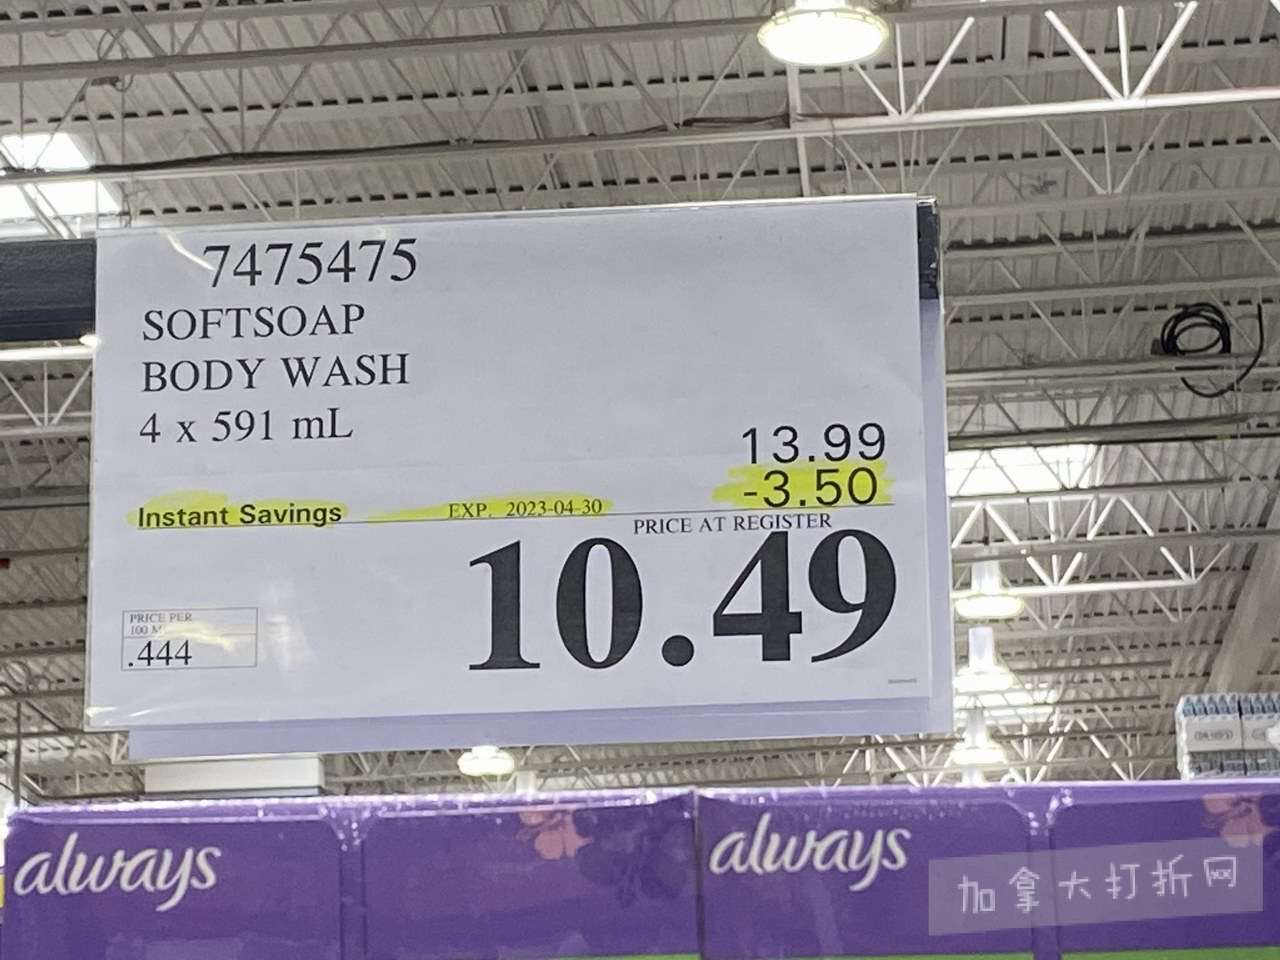 7475475
SOFTSOAP
BODY WASH
4 x 591 mL
13.99
-3.50
Instant Savings EXP. 2023-04-30
PRICE AT REGISTER
10.49
PRICE PER
100 M
.444
always
always
加拿大打折网